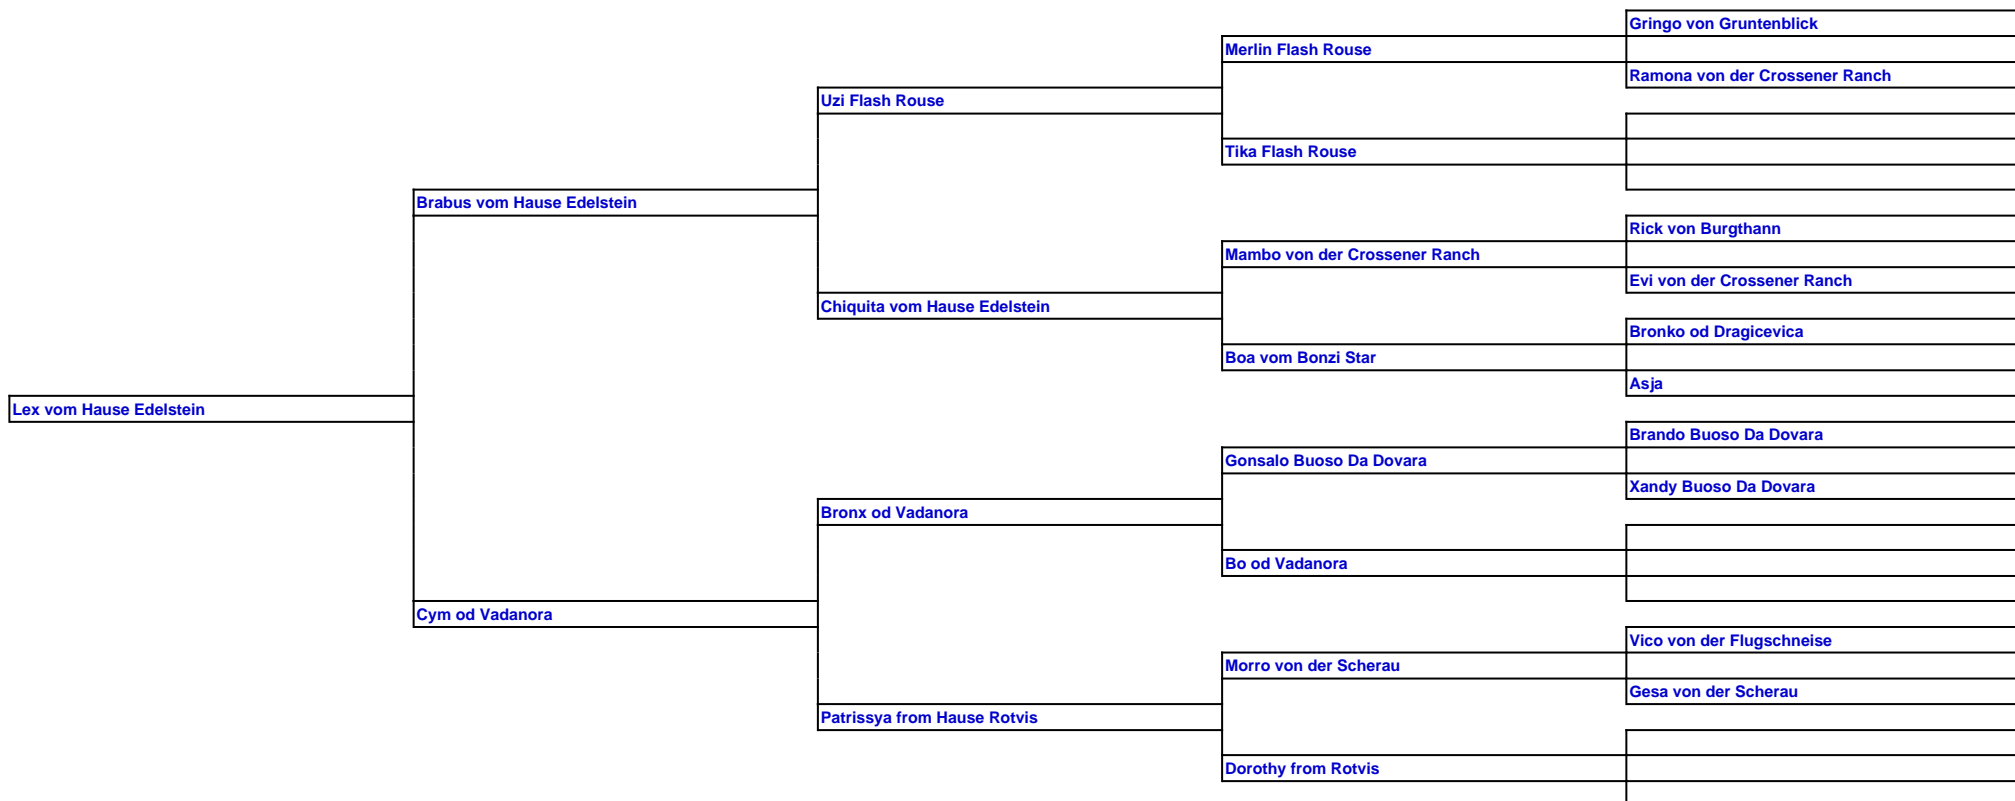 Gringo von Gruntenblick
Merlin Flash Rouse
Ramona von der Crossener Ranch
Uzi Flash Rouse
Tika Flash Rouse
Brabus vom Hause Edelstein
Rick von Burgthann
Mambo von der Crossener Ranch
Evi von der Crossener Ranch
Chiquita vom Hause Edelstein
Bronko od Dragicevica
Boa vom Bonzi Star
Asja
Lex vom Hause Edelstein
Brando Buoso Da Dovara
Gonsalo Buoso Da Dovara
Xandy Buoso Da Dovara
Bronx od Vadanora
Bo od Vadanora
Cym od Vadanora
Vico von der Flugschneise
Morro von der Scherau
Gesa von der Scherau
Patrissya from Hause Rotvis
Dorothy from Rotvis